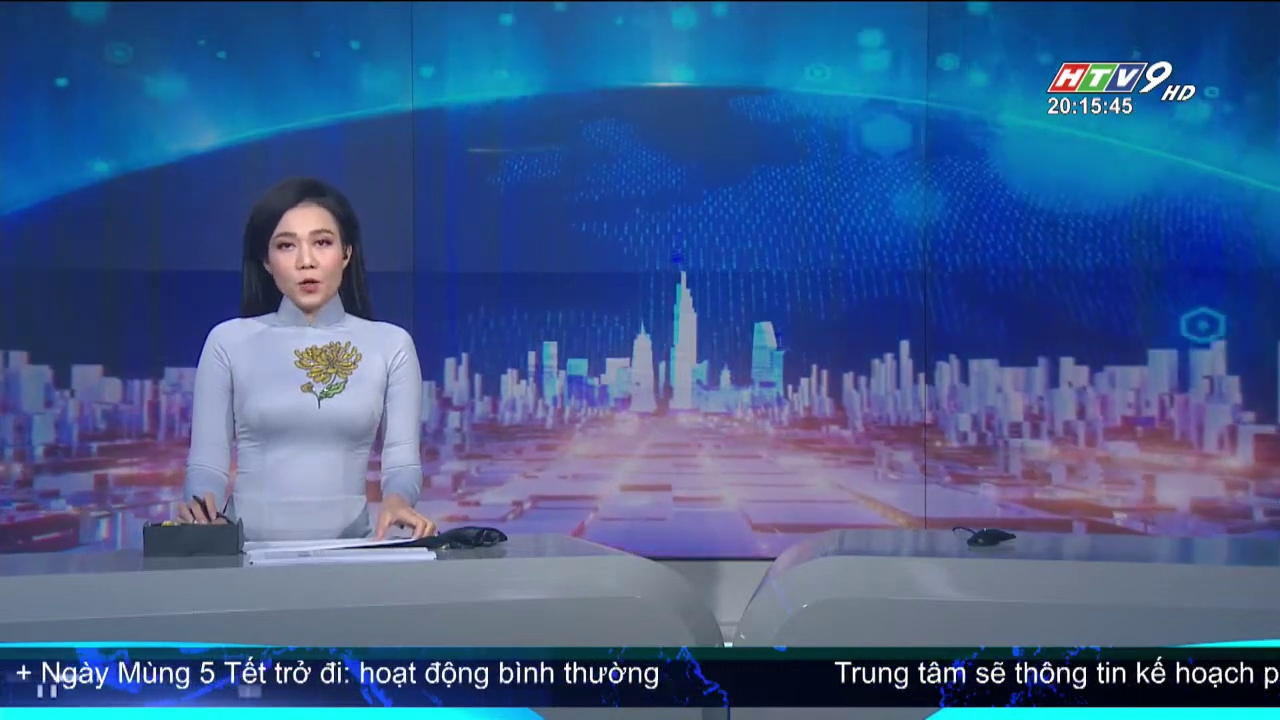 HTV9 HD
20:15:45
+ Ngày Mùng 5 Tết trở đi: hoạt động bình thường
Trung tâm sẽ thông tin kế hoạch p